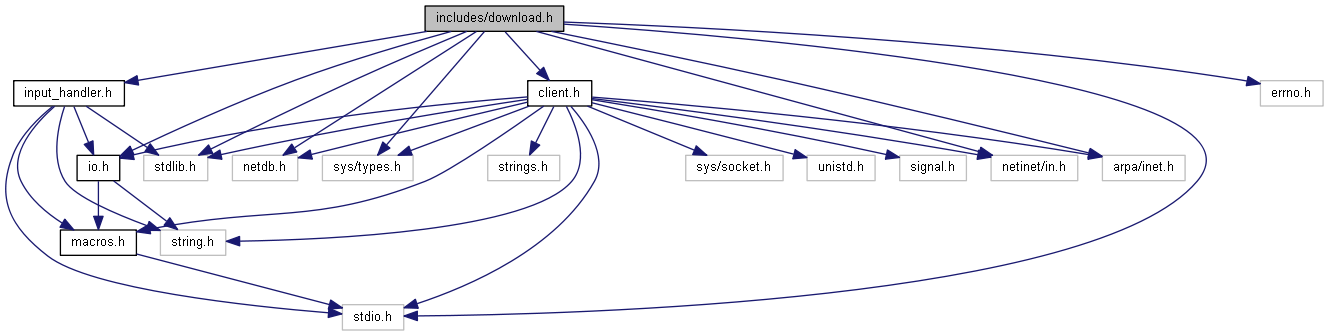 includes/download.h
input_handler.h
client.h
errno.h
io.h
stdlib.h
netdb.h
sys/types.h
strings.h
sys/socket.h
unistd.h
signal.h
netinet/in.h
arpa/inet.h
macros.h
string.h
stdio.h